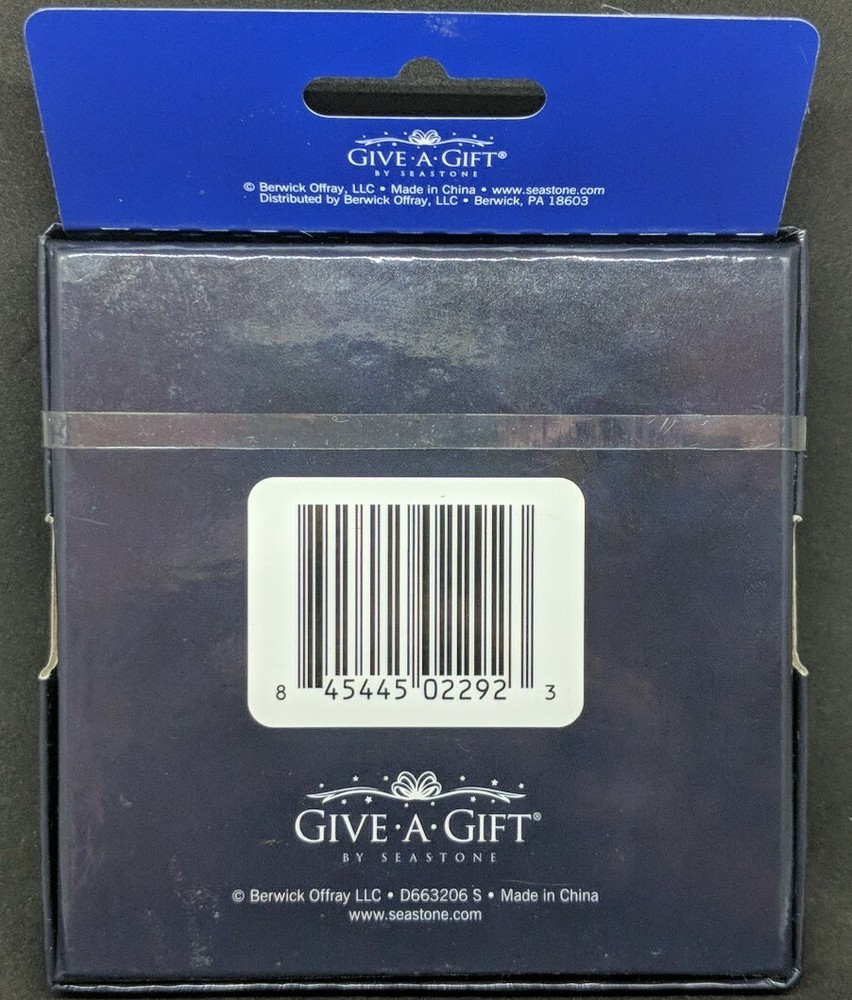 GIVE·A·GIFT®
BY SEASTONE
© Berwick Offray, LLC • Made in China • www.seastone.com
Distributed by Berwick Offray, LLC • Berwick, PA 18603
8 45445 02292 3
GIVE·A·GIFT®
BY SEASTONE
© Berwick Offray LLC • D663206 S • Made in China
www.seastone.com